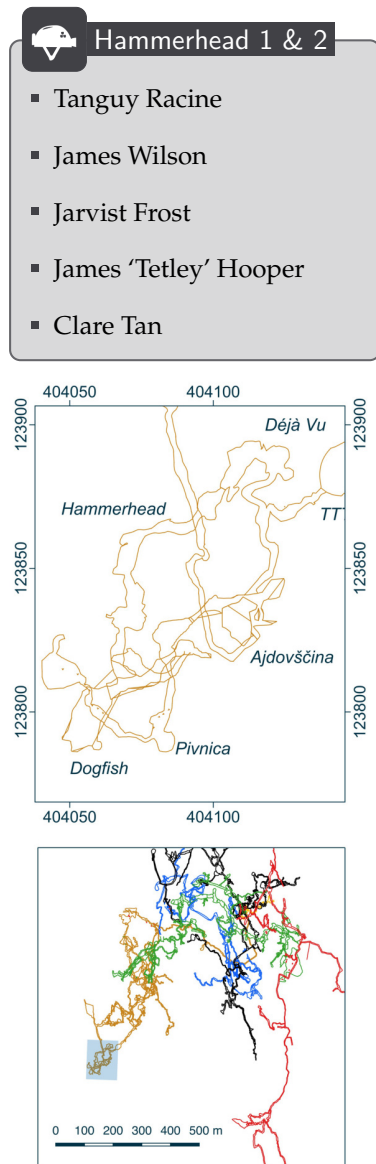 Hammerhead 1 & 2
Tanguy Racine
James Wilson
Jarvist Frost
James ‘Tetley’ Hooper
Clare Tan
404050 404100
123900
Déjà Vu
Hammerhead
TT
123850 123850
Ajdovščina
123800 123800
Pivnica
Dogfish
404050 404100
0 100 200 300 400 500 m